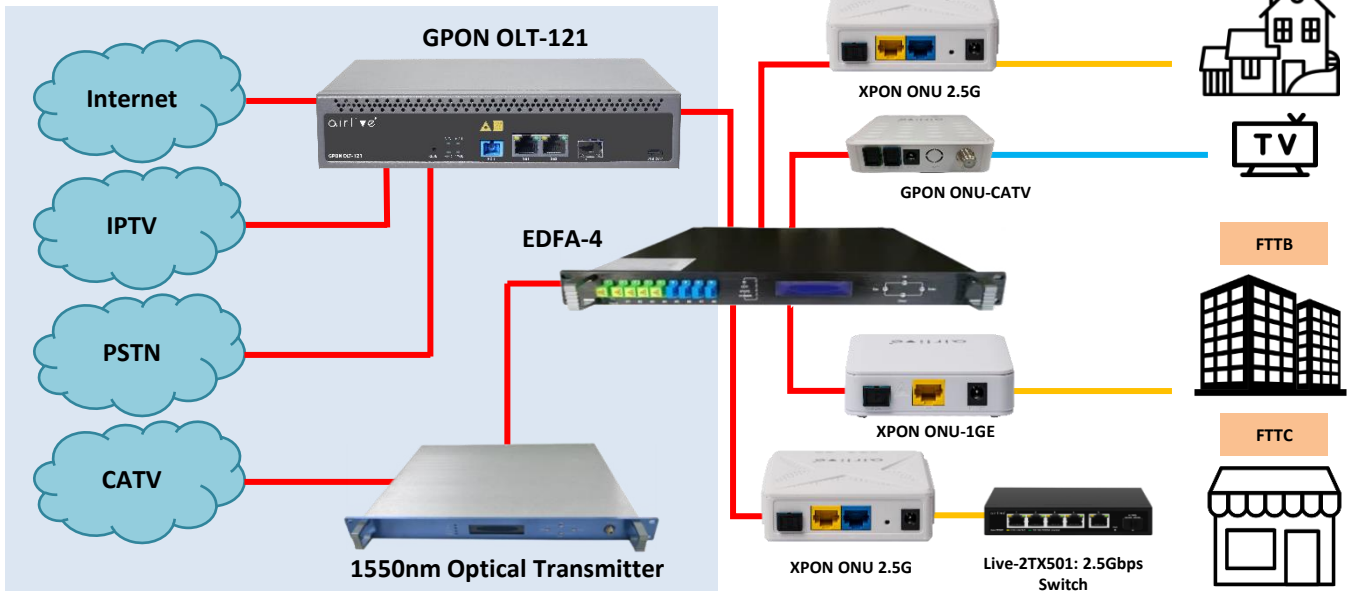 GPON OLT-121
Internet
airlive
GPON OLT-121
XPON ONU 2.5G
GPON ONU-CATV
TV
IPTV
EDFA-4
FTTB
PSTN
airlive
XPON ONU-1GE
FTTC
CATV
airlive
1550nm Optical Transmitter
XPON ONU 2.5G
Live-2TX501: 2.5Gbps
Switch